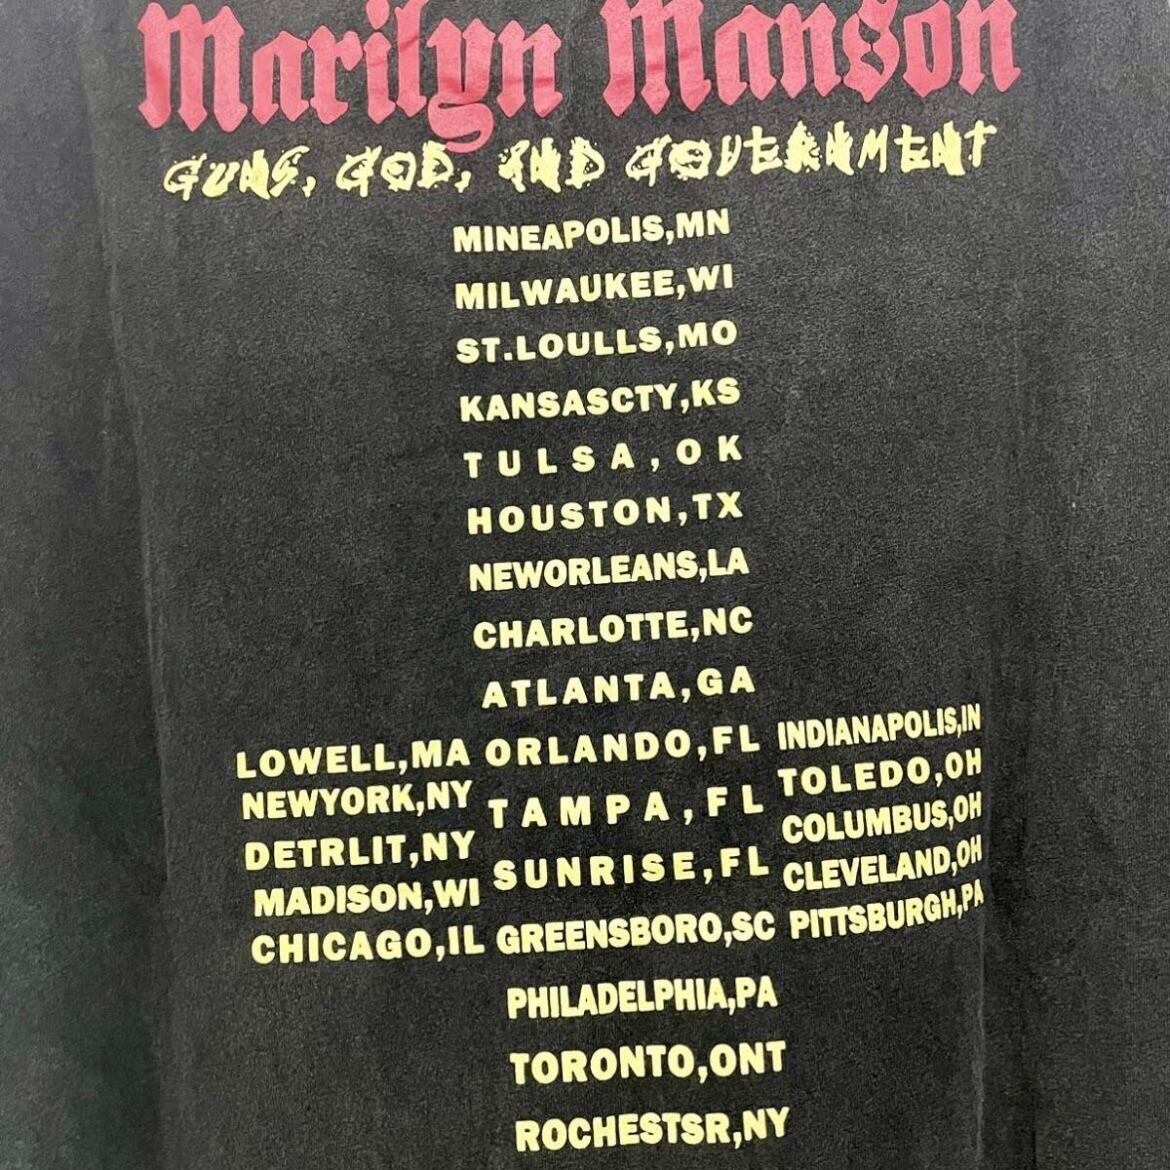 Marilyn Manson
GUNS, GOD, AND GOVERNMENT
MINEAPOLIS,MN
MILWAUKEE,WI
ST.LOULLS,MO
KANSASCTY,KS
TULSA,OK
HOUSTON,TX
NEWORLEANS,LA
CHARLOTTE,NC
ATLANTA,GA
LOWELL,MA ORLANDO,FL INDIANAPOLIS,IN
NEWYORK,NY TAMPA,FL TOLEDO,OH
DETRLIT,NY SUNRISE,FL COLUMBUS,OH
MADISON,WI CLEVELAND,OH
CHICAGO,IL GREENSBORO,SC PITTSBURGH,PA
PHILADELPHIA,PA
TORONTO,ONT
ROCHESTSR,NY